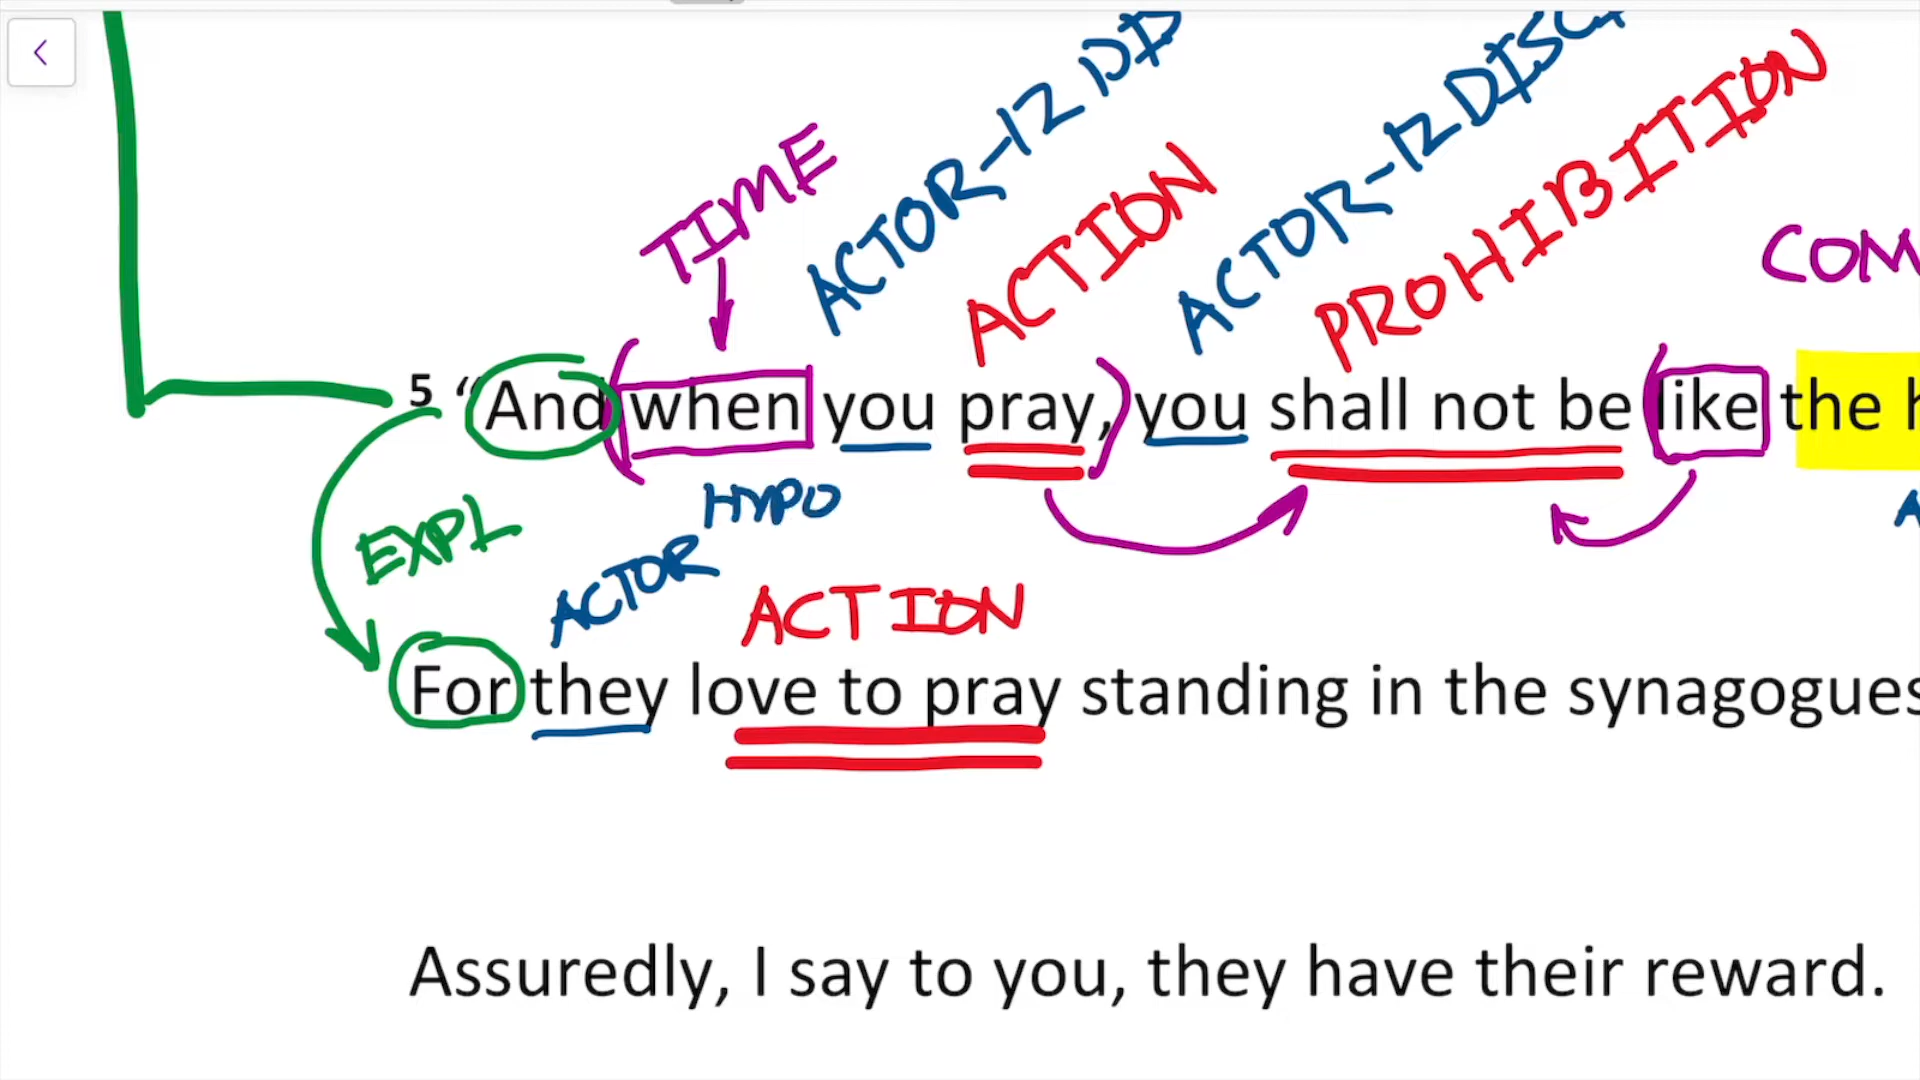 TIME
ACTOR-12 DI
ACTION
ACTOR-12 DISC
PROHIBITION
COM
5 “And when you pray, you shall not be like the h
HYPO
EXPL
ACTOR
ACTION
For they love to pray standing in the synagogues
Assuredly, I say to you, they have their reward.